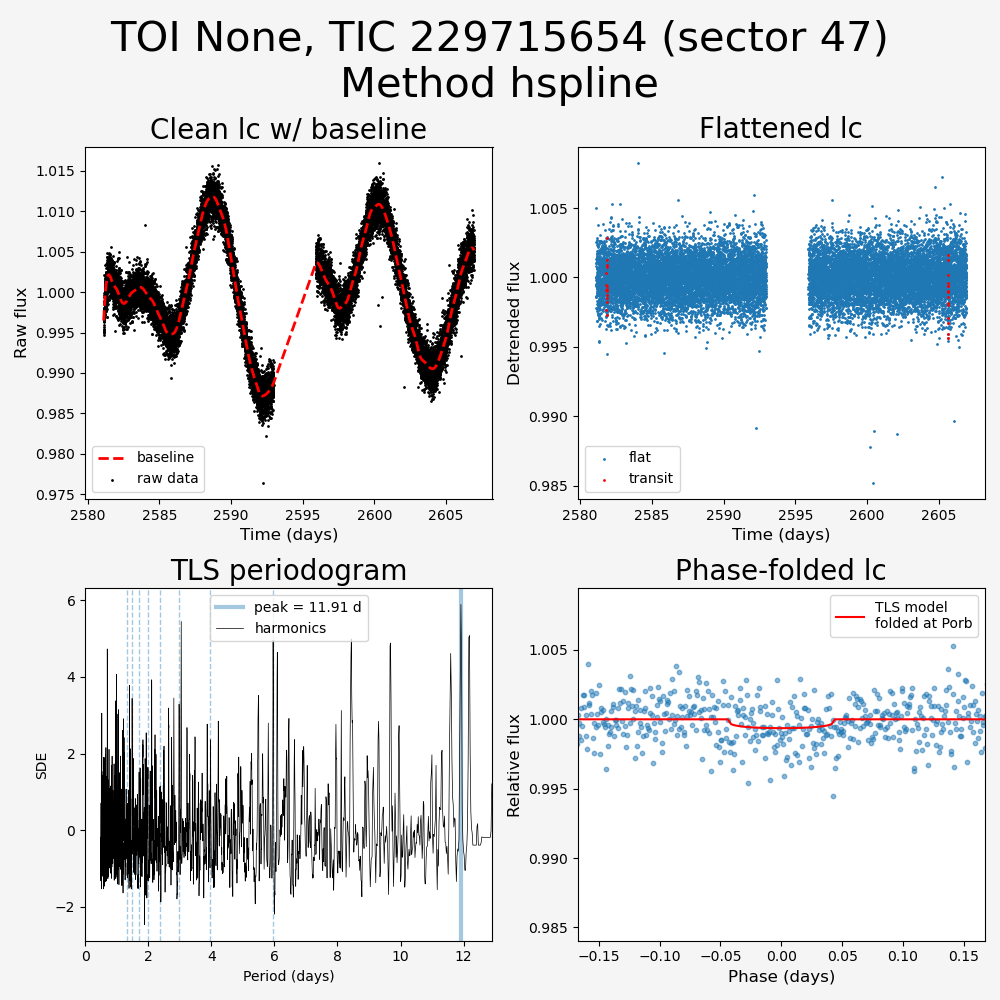 TOI None, TIC 229715654 (sector 47)
Method hspline
Clean lc w/ baseline
Raw flux
1.015
1.010
1.005
1.000
0.995
0.990
0.985
0.980
0.975
baseline
raw data
2580 2585 2590 2595 2600 2605
Time (days)
Flattened lc
Detrended flux
1.005
1.000
0.995
0.990
0.985
flat
transit
2580 2585 2590 2595 2600 2605
Time (days)
TLS periodogram
SDE
6
4
2
0
−2
peak = 11.91 d
harmonics
0 2 4 6 8 10 12
Period (days)
Phase-folded lc
Relative flux
1.005
1.000
0.995
0.990
0.985
TLS model
folded at Porb
−0.15 −0.10 −0.05 0.00 0.05 0.10 0.15
Phase (days)